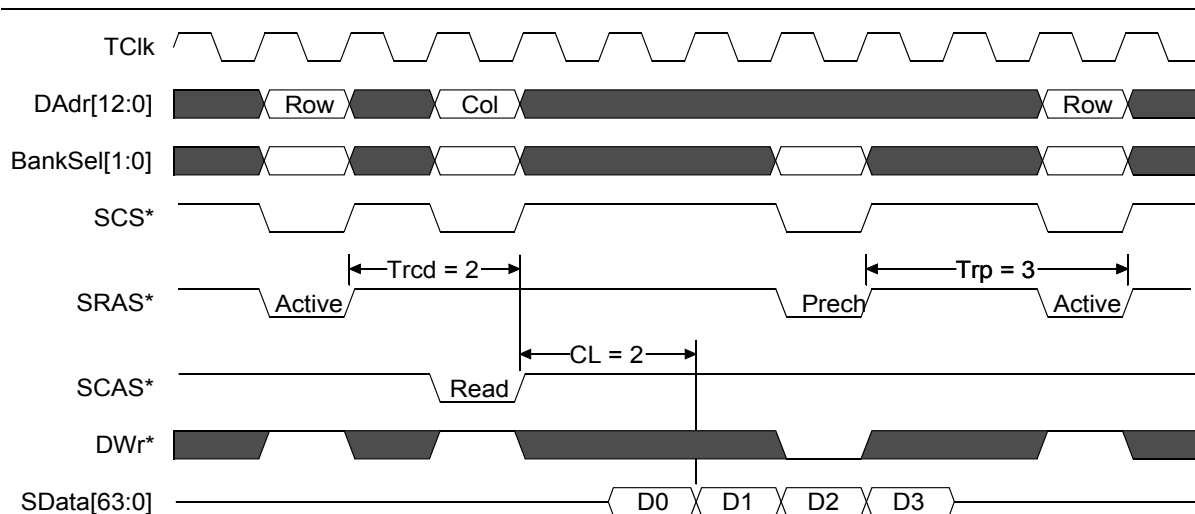 TClk
DAdr[12:0] Row Col Row
BankSel[1:0]
SCS*
Trcd = 2 Trp = 3
SRAS* Active Prech Active
CL = 2
SCAS* Read
DWr*
SData[63:0] D0 D1 D2 D3